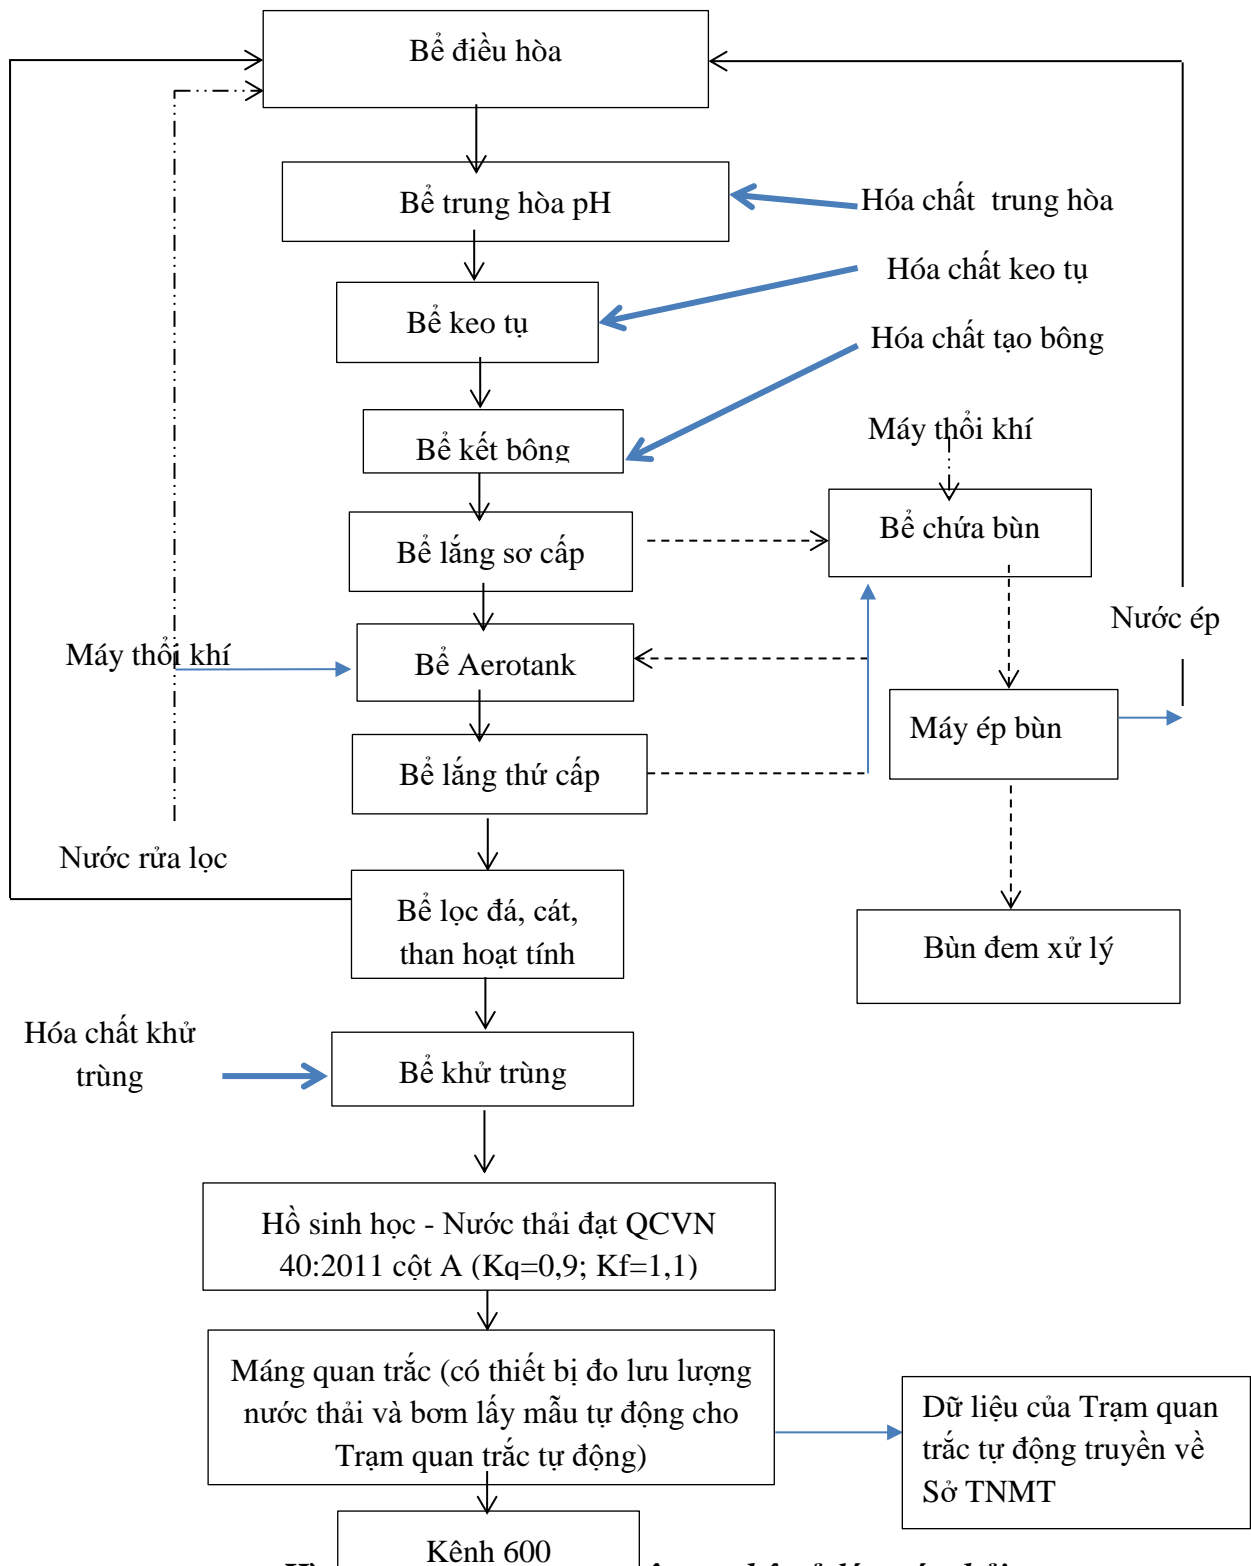 Bể điều hòa
Bể trung hòa pH
Hóa chất trung hòa
Hóa chất keo tụ
Bể keo tụ
Hóa chất tạo bông
Bể kết bông
Máy thổi khí
Bể chứa bùn
Bể lắng sơ cấp
Nước ép
Máy thổi khí
Bể Aerotank
Máy ép bùn
Bể lắng thứ cấp
Nước rửa lọc
Bể lọc đá, cát,
than hoạt tính
Bùn đem xử lý
Hóa chất khử
trùng
Bể khử trùng
Hồ sinh học - Nước thải đạt QCVN
40:2011 cột A (Kq=0,9; Kf=1,1)
Máng quan trắc (có thiết bị đo lưu lượng
nước thải và bơm lấy mẫu tự động cho
Trạm quan trắc tự động)
Dữ liệu của Trạm quan
trắc tự động truyền về
Sở TNMT
Kênh 600